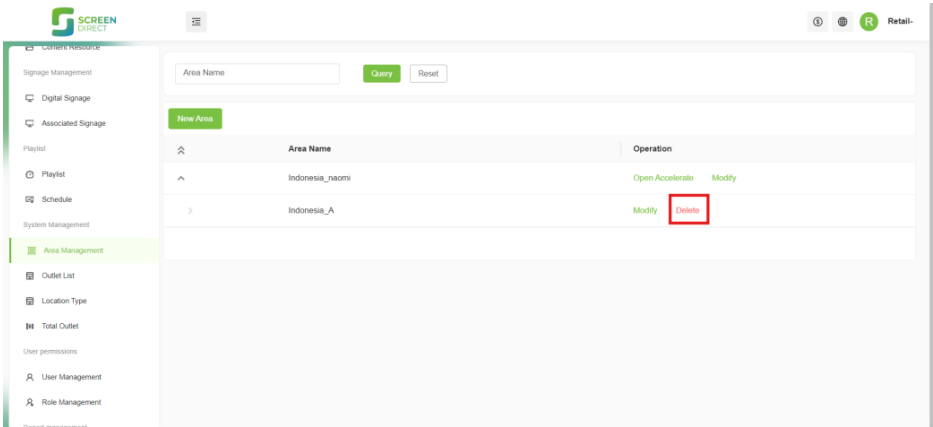 SCREEN
DIRECT
R
Retail-
Content Resource
Signage Management
Digital Signage
Associated Signage
Playlist
Playlist
Schedule
System Management
Area Management
Outlet List
Location Type
Total Outlet
User permissions
User Management
Role Management
Report management
Area Name Query Reset
New Area
Area Name Operation
Indonesia_naomi Open Accelerate Modify
Indonesia_A Modify Delete